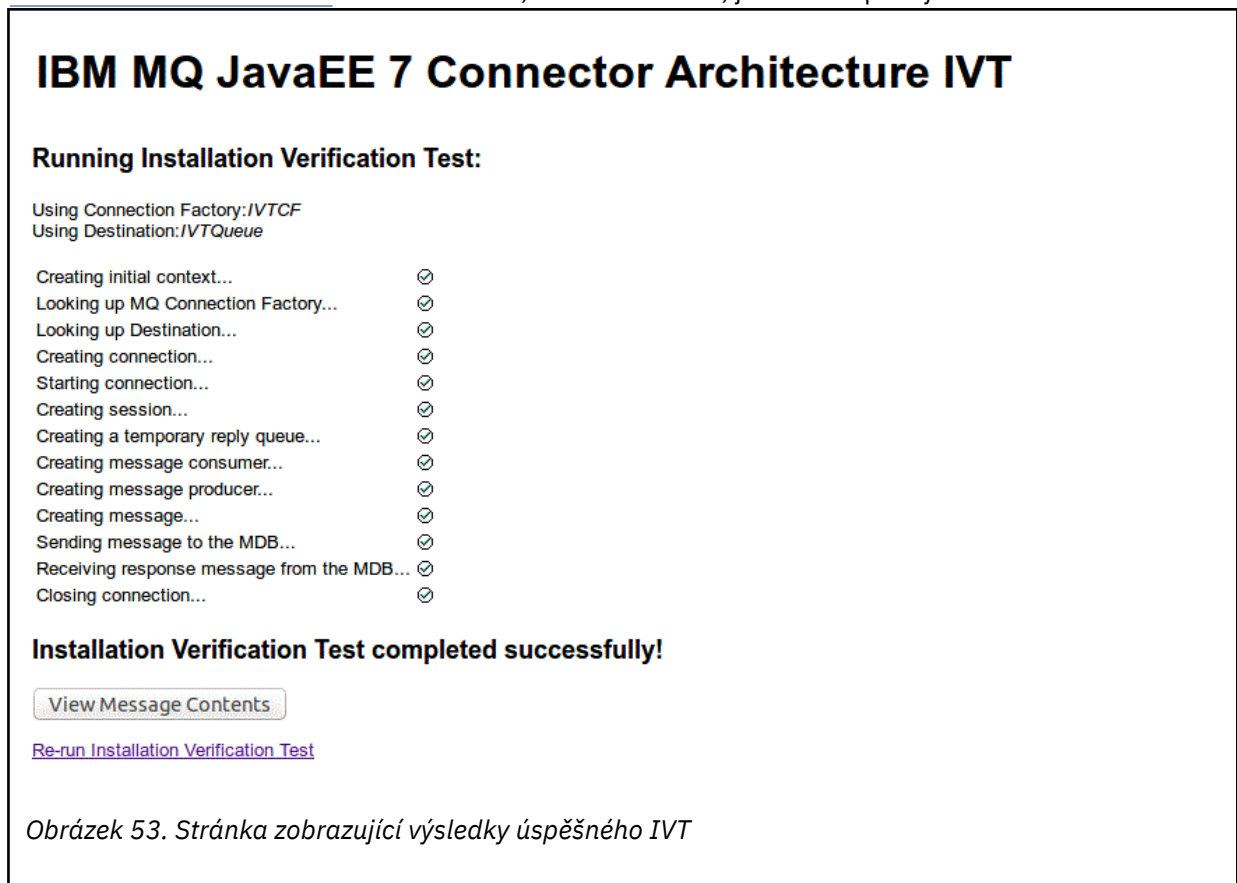 IBM MQ JavaEE 7 Connector Architecture IVT
Running Installation Verification Test:
Using Connection Factory:IVTCF
Using Destination:IVTQueue
Creating initial context...
Looking up MQ Connection Factory...
Looking up Destination...
Creating connection...
Starting connection...
Creating session...
Creating a temporary reply queue...
Creating message consumer...
Creating message producer...
Creating message...
Sending message to the MDB...
Receiving response message from the MDB...
Closing connection...
Installation Verification Test completed successfully!
View Message Contents
Re-run Installation Verification Test
Obrázek 53. Stránka zobrazující výsledky úspěšného IVT